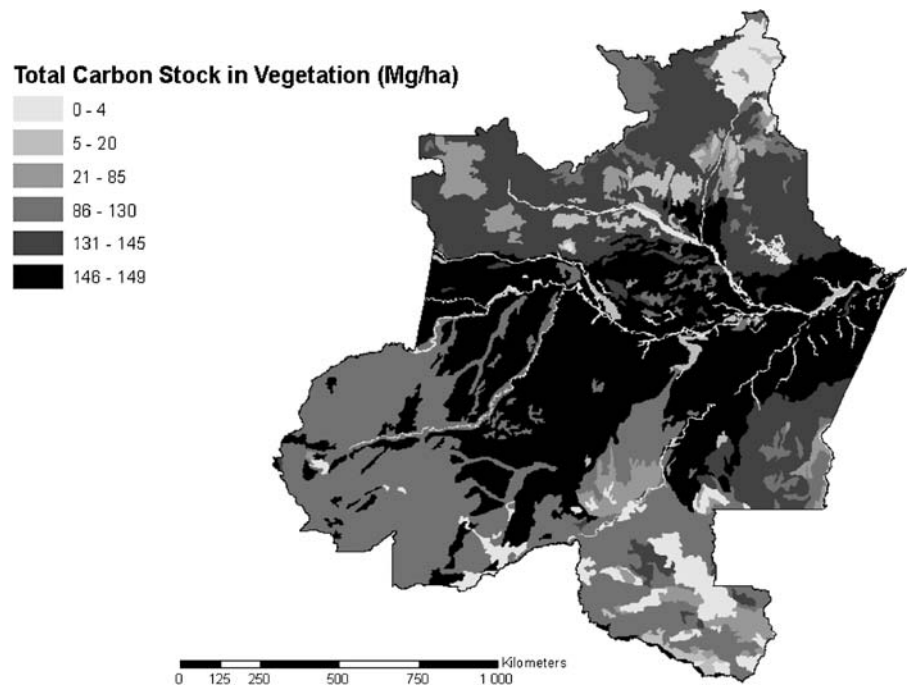 Total Carbon Stock in Vegetation (Mg/ha)
0 - 4
5 - 20
21 - 85
86 - 130
131 - 145
146 - 149
Kilometers
0 125 250 500 750 1 000